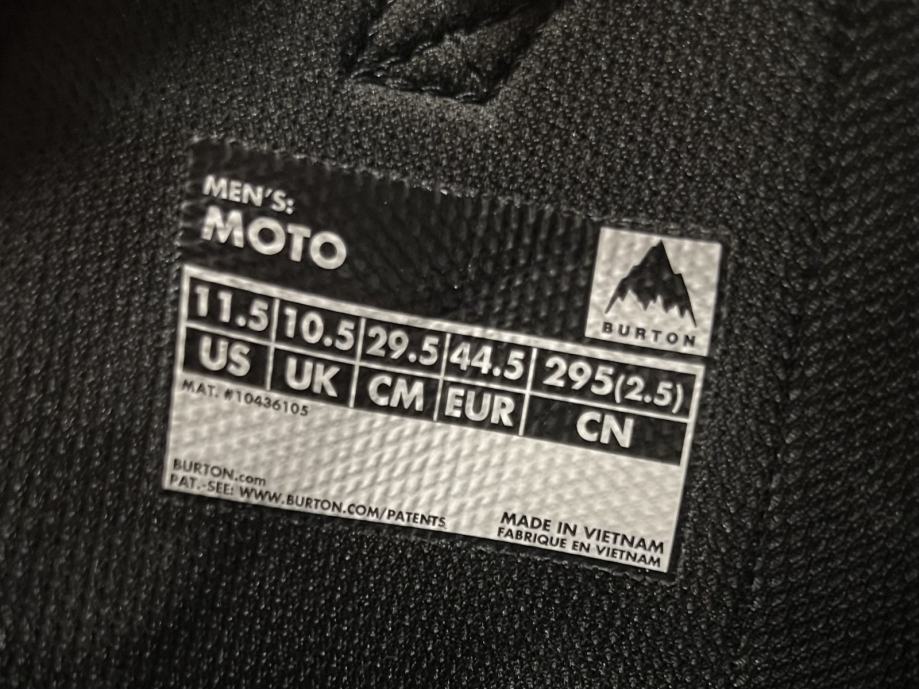 MEN'S:
MOTO
BURTON
11.5 10.5 29.5 44.5 295(2.5)
US UK CM EUR CN
MAT. #10436105
BURTON.com
PAT.-SEE: WWW.BURTON.COM/PATENTS
MADE IN VIETNAM
FABRIQUE EN VIETNAM